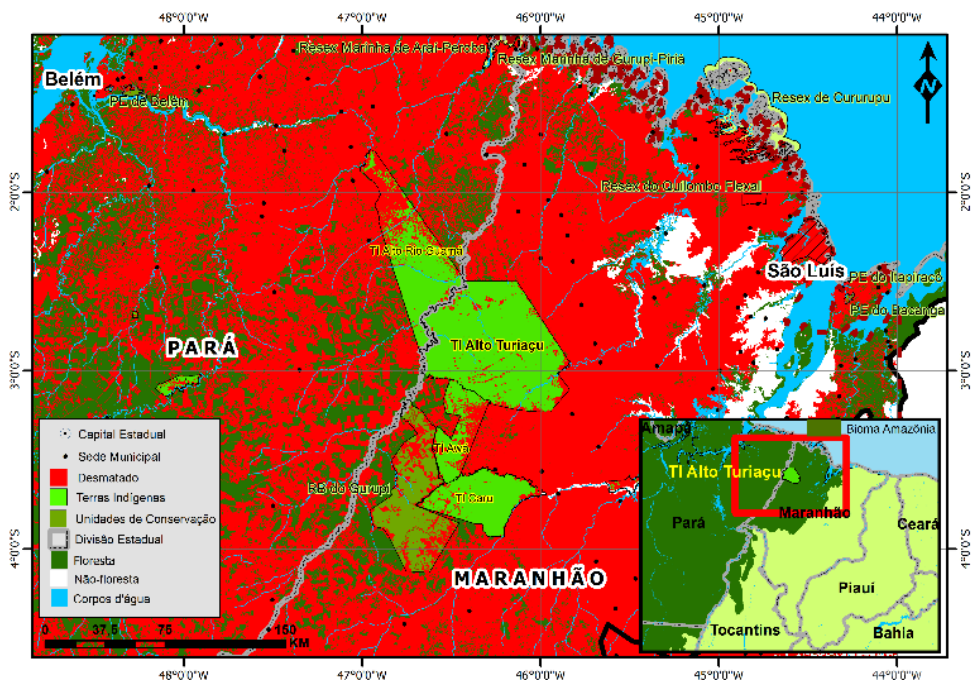 48°0'0"W
47°0'0"W
46°0'0"W
45°0'0"W
44°0'0"W
Resex Marinha de Araí-Peroba
Resex Marinha de Gurupi-Piriá
Belém
PE de Belém
N
Resex de Cururupu
2°0'0"S
2°0'0"S
Resex do Quilombo Flexal
TI Alto Rio Guamá
São Luís
PE do Itapiracó
PE do Bacanga
TI Alto Turiaçu
PARÁ
3°0'0"S
3°0'0"S
TI Awá
RB do Gurupi
TI Caru
MARANHÃO
4°0'0"S
4°0'0"S
Capital Estadual
Sede Municipal
Desmatado
Terras Indígenas
Unidades de Conservação
Divisão Estadual
Floresta
Não-floresta
Corpos d'água
0 37,5 75 150
KM
Amapá
Bioma Amazônia
TI Alto Turiaçu
Pará
Maranhão
Ceará
Piauí
Tocantins
Bahia
48°0'0"W
47°0'0"W
46°0'0"W
45°0'0"W
44°0'0"W